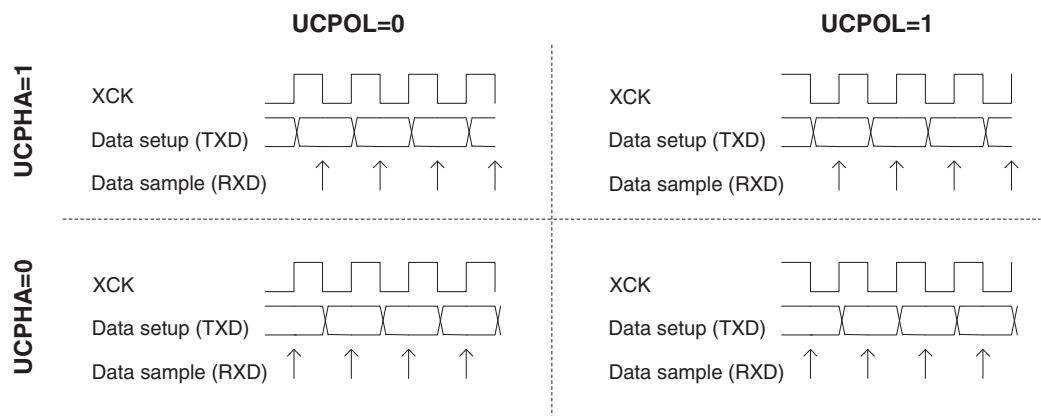 UCPOL=0
UCPOL=1
UCPHA=1
XCK
Data setup (TXD)
Data sample (RXD)
XCK
Data setup (TXD)
Data sample (RXD)
UCPHA=0
XCK
Data setup (TXD)
Data sample (RXD)
XCK
Data setup (TXD)
Data sample (RXD)